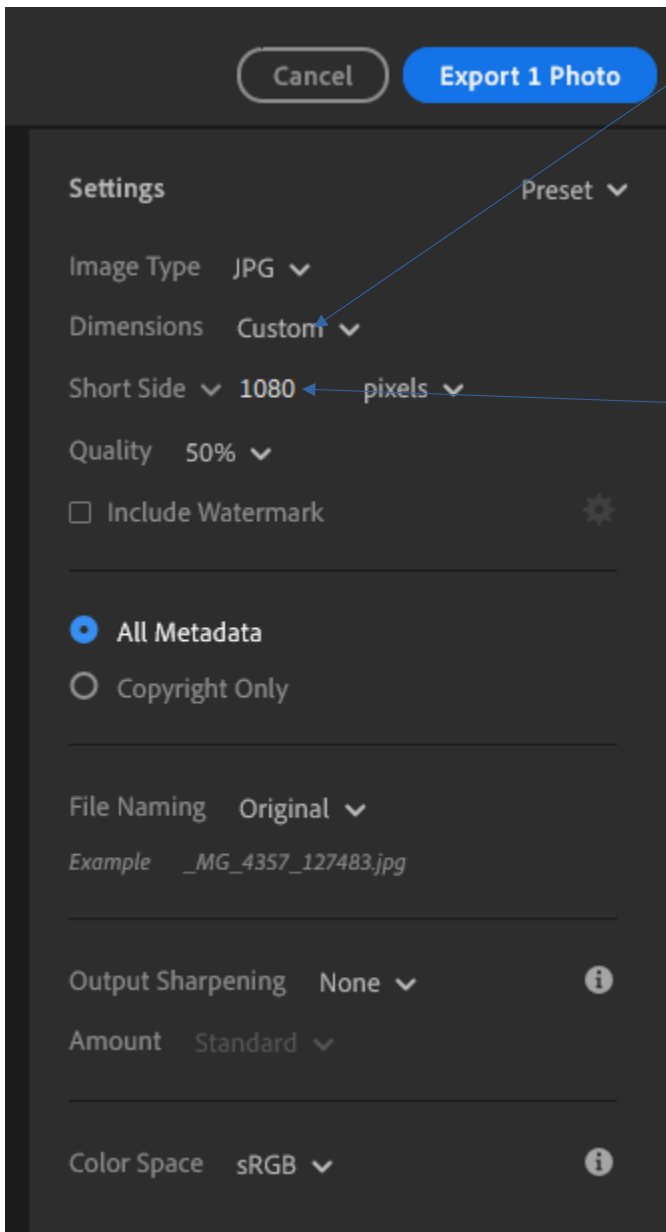 Cancel Export 1 Photo
Settings Preset
Image Type JPG
Dimensions Custom
Short Side 1080 pixels
Quality 50%
Include Watermark
All Metadata
Copyright Only
File Naming Original
Example _MG_4357_127483.jpg
Output Sharpening None
Amount Standard
Color Space sRGB